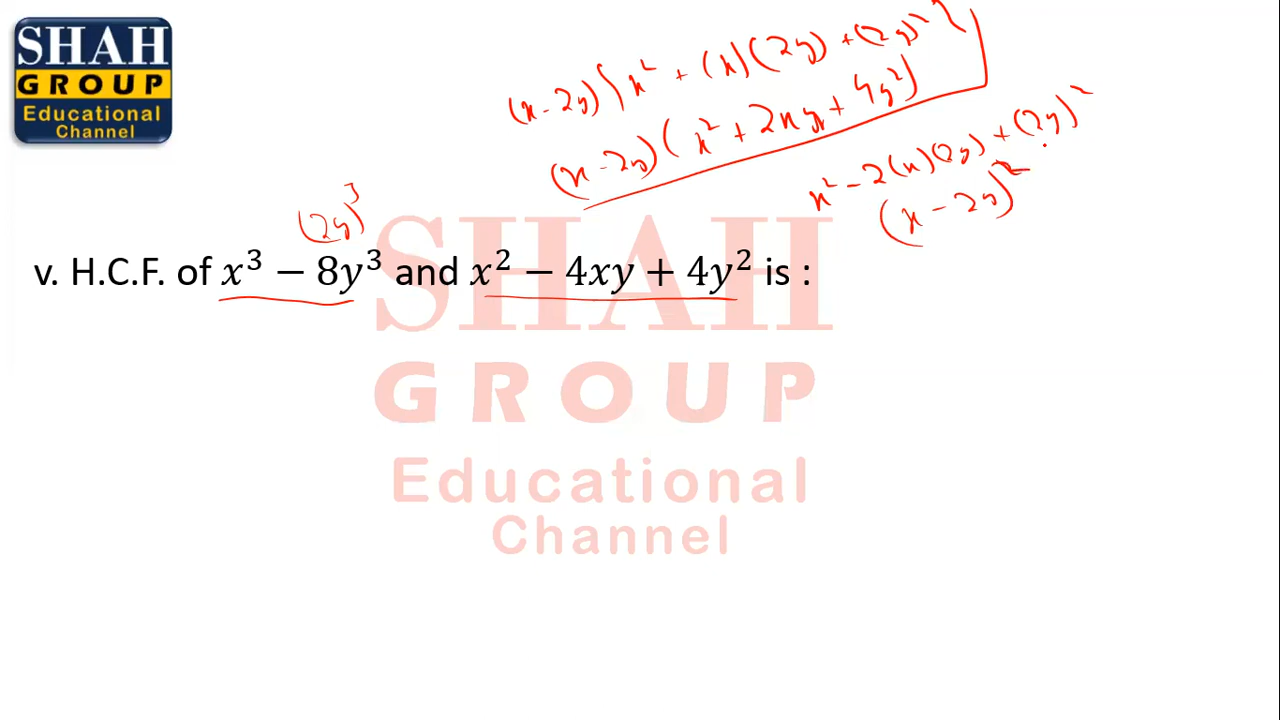 SHAH
GROUP
Educational
Channel
(x-2y){x² + (x)(2y) + (2y)²}
(x-2y)(x² + 2xy + 4y²)
x² - 2(x)(2y) + (2y)²
(x - 2y)²
(2y)³
v. H.C.F. of x³ − 8y³ and x² − 4xy + 4y² is :
SHAH
GROUP
Educational
Channel